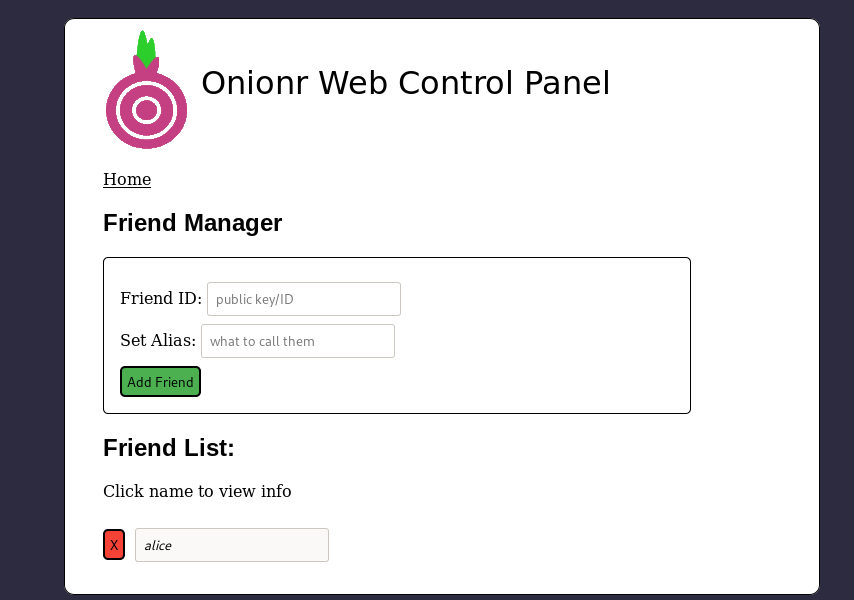 Onionr Web Control Panel
Home
Friend Manager
Friend ID: public key/ID
Set Alias: what to call them
Add Friend
Friend List:
Click name to view info
X alice